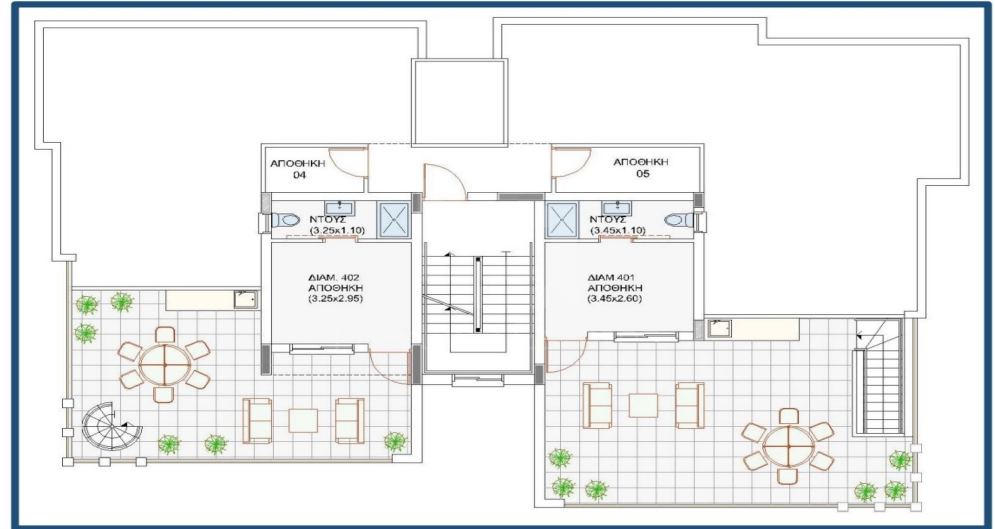 ΑΠΟΘΗΚΗ
04
ΑΠΟΘΗΚΗ
05
ΝΤΟΥΣ
(3.25x1.10)
ΝΤΟΥΣ
(3.45x1.10)
ΔΙΑΜ. 402
ΑΠΟΘΗΚΗ
(3.25x2.95)
ΔΙΑΜ.401
ΑΠΟΘΗΚΗ
(3.45x2.60)